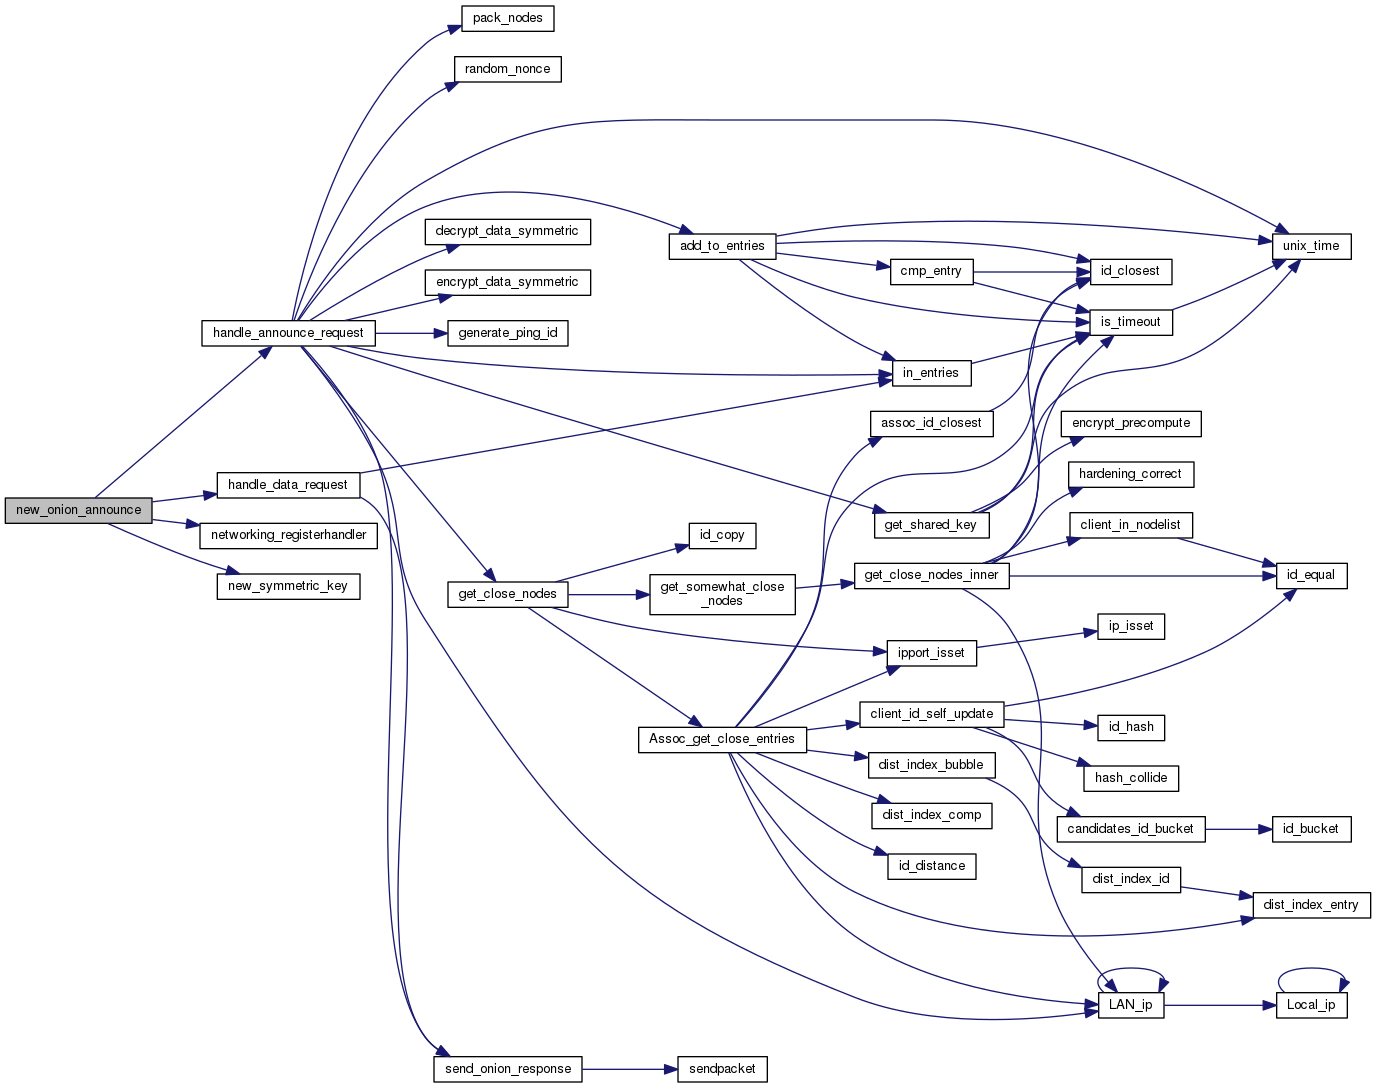 pack_nodes
random_nonce
decrypt_data_symmetric
add_to_entries
unix_time
cmp_entry
id_closest
encrypt_data_symmetric
handle_announce_request
generate_ping_id
is_timeout
in_entries
assoc_id_closest
encrypt_precompute
hardening_correct
handle_data_request
new_onion_announce
networking_registerhandler
new_symmetric_key
get_shared_key
client_in_nodelist
id_copy
get_close_nodes
get_somewhat_close
_nodes
get_close_nodes_inner
id_equal
ipport_isset
ip_isset
Assoc_get_close_entries
client_id_self_update
id_hash
dist_index_bubble
hash_collide
dist_index_comp
candidates_id_bucket
id_bucket
id_distance
dist_index_id
dist_index_entry
LAN_ip
Local_ip
send_onion_response
sendpacket